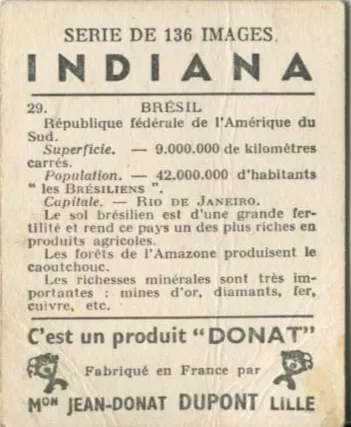 SERIE DE 136 IMAGES
INDIANA
29. BRÉSIL
République fédérale de l'Amérique du
Sud.
Superficie. — 9.000.000 de kilomètres
carrés.
Population. — 42.000.000 d'habitants
" les BRÉSILIENS ".
Capitale. — RIO DE JANEIRO.
Le sol brésilien est d'une grande fer-
tilité et rend ce pays un des plus riches en
produits agricoles.
Les forêts de l'Amazone produisent le
caoutchouc.
Les richesses minérales sont très im-
portantes : mines d'or, diamants, fer,
cuivre, etc.
C'est un produit "DONAT"
Fabriqué en France par
MON JEAN-DONAT DUPONT LILLE